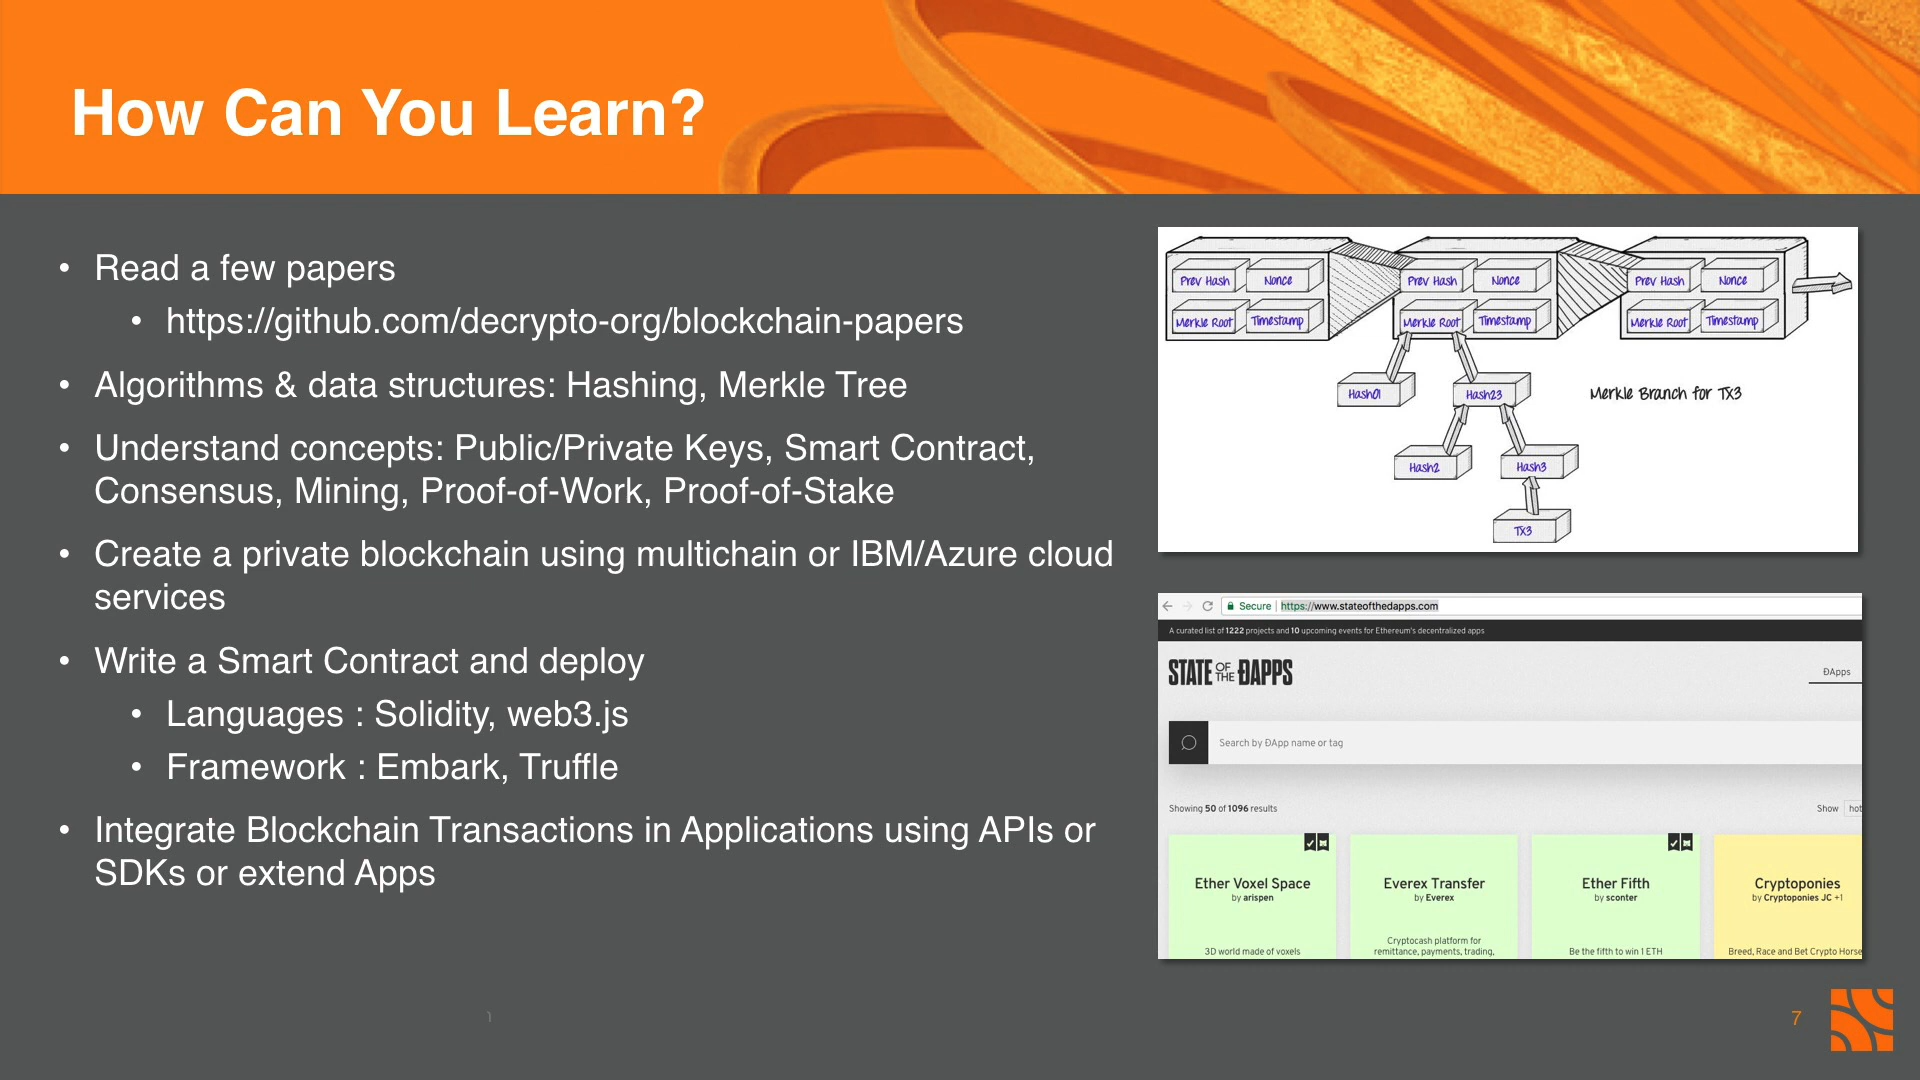 How Can You Learn?
• Read a few papers
• https://github.com/decrypto-org/blockchain-papers
• Algorithms & data structures: Hashing, Merkle Tree
• Understand concepts: Public/Private Keys, Smart Contract,
Consensus, Mining, Proof-of-Work, Proof-of-Stake
• Create a private blockchain using multichain or IBM/Azure cloud
services
• Write a Smart Contract and deploy
• Languages : Solidity, web3.js
• Framework : Embark, Truffle
• Integrate Blockchain Transactions in Applications using APIs or
SDKs or extend Apps
Prev Hash Nonce Prev Hash Nonce Prev Hash Nonce
Merkle Root Timestamp Merkle Root Timestamp Merkle Root Timestamp
Hash01 Hash23 Merkle Branch for Tx3
Hash2 Hash3
Tx3
Secure https://www.stateofthedapps.com
A curated list of 1222 projects and 10 upcoming events for Ethereum's decentralized apps
STATE OF THE ĐAPPS
ĐApps
Search by ĐApp name or tag
Showing 50 of 1096 results Show hot
Ether Voxel Space Everex Transfer Ether Fifth Cryptoponies
by arispen by Everex by sconter by Cryptoponies JC +1
Cryptocash platform for
3D world made of voxels remittance, payments, trading, Be the fifth to win 1 ETH Breed, Race and Bet Crypto Horse
7